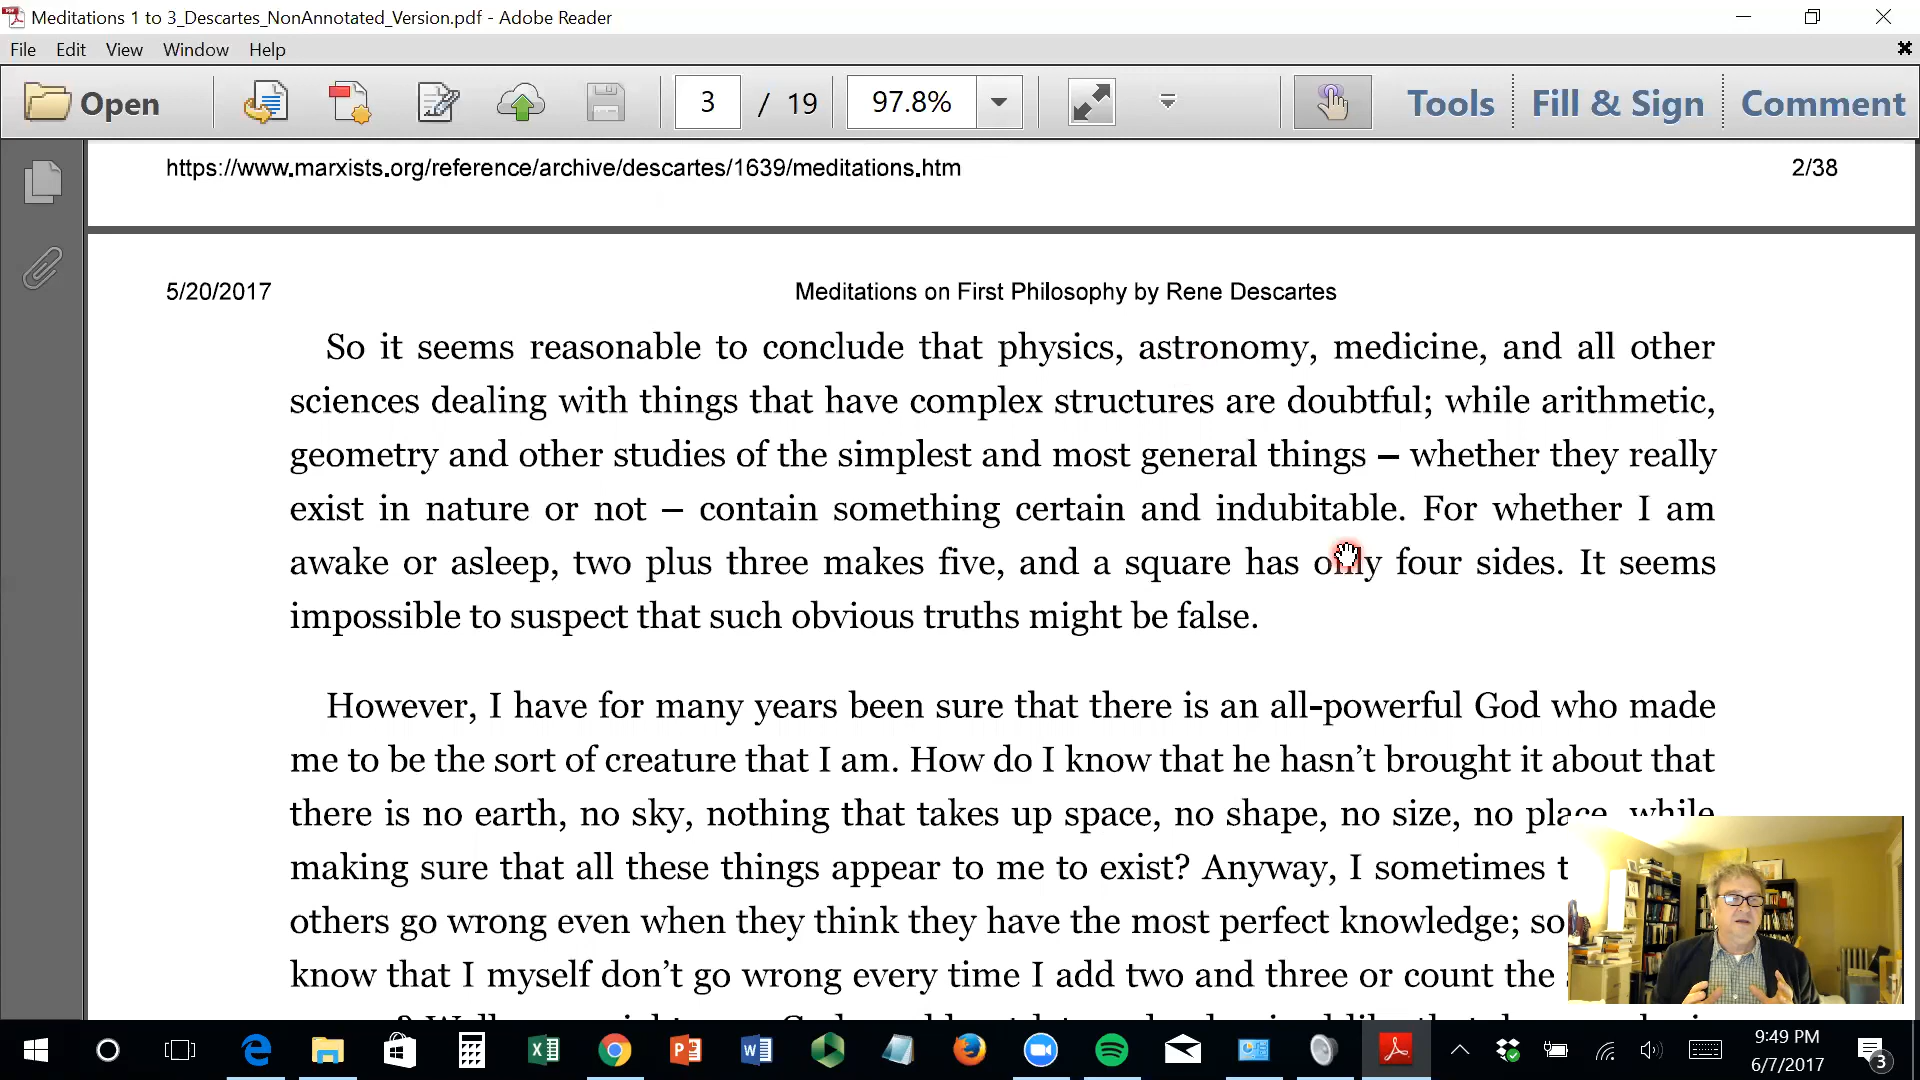 Meditations 1 to 3_Descartes_NonAnnotated_Version.pdf - Adobe Reader
File Edit View Window Help
Open 3 / 19 97.8% Tools Fill & Sign Comment
https://www.marxists.org/reference/archive/descartes/1639/meditations.htm 2/38
5/20/2017 Meditations on First Philosophy by Rene Descartes
So it seems reasonable to conclude that physics, astronomy, medicine, and all other
sciences dealing with things that have complex structures are doubtful; while arithmetic,
geometry and other studies of the simplest and most general things – whether they really
exist in nature or not – contain something certain and indubitable. For whether I am
awake or asleep, two plus three makes five, and a square has only four sides. It seems
impossible to suspect that such obvious truths might be false.
However, I have for many years been sure that there is an all-powerful God who made
me to be the sort of creature that I am. How do I know that he hasn’t brought it about that
there is no earth, no sky, nothing that takes up space, no shape, no size, no place, while
making sure that all these things appear to me to exist? Anyway, I sometimes
others go wrong even when they think they have the most perfect knowledge; so
know that I myself don’t go wrong every time I add two and three or count the
9:49 PM
6/7/2017
3